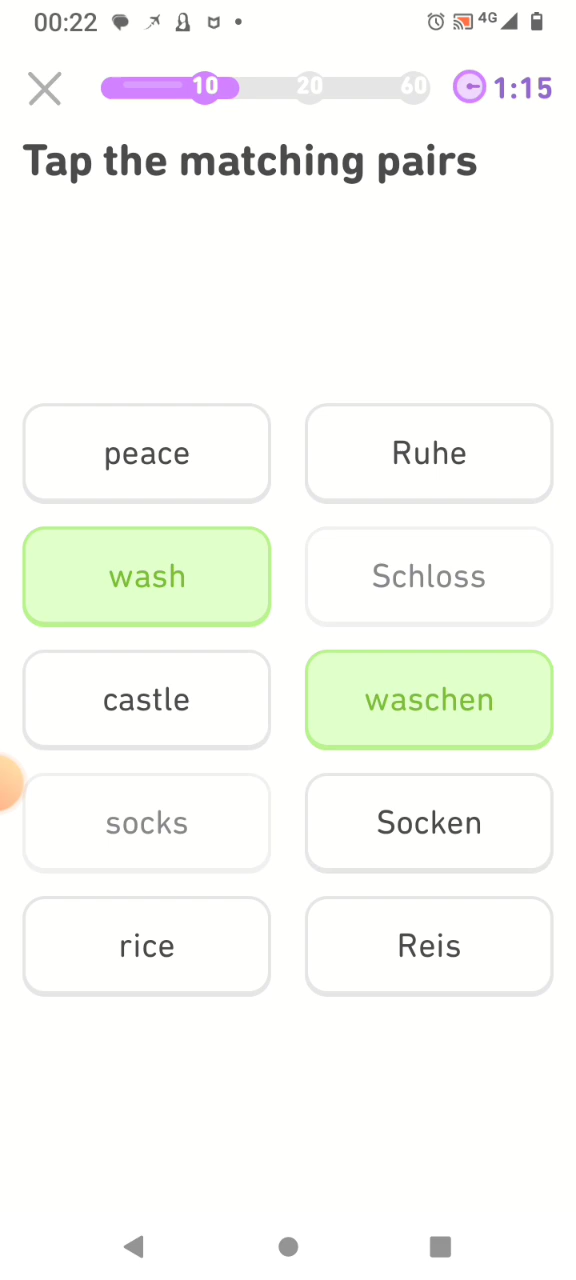 00:22 4G
10 20 60 1:15
Tap the matching pairs
peace Ruhe
wash Schloss
castle waschen
socks Socken
rice Reis